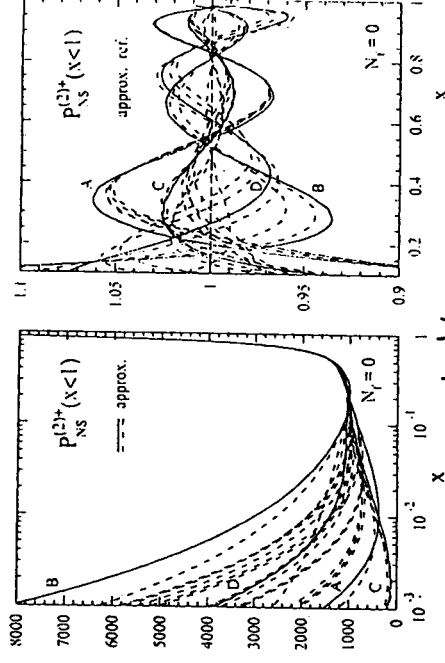 8000
7000
6000
5000
4000
3000
2000
1000
0
B
D
A
C
P_NS^(2)+(x<1)
approx.
N_f = 0
10^-3
10^-2
10^-1
1
x
1.1
1.05
1
0.95
0.9
P_NS^(2)+(x<1)
approx. ref.
A
C
D
B
N_f = 0
0.2
0.4
0.6
0.8
1
x